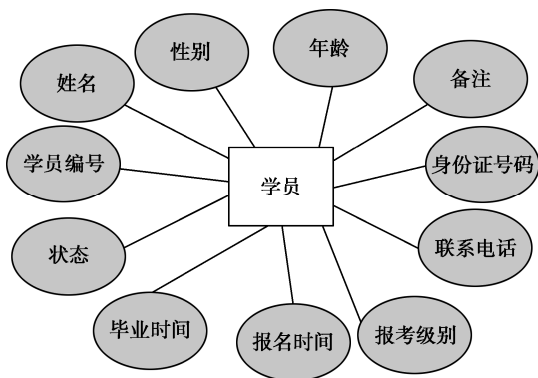 性别
年龄
姓名
备注
学员编号
学员
身份证号码
状态
联系电话
毕业时间
报名时间
报考级别